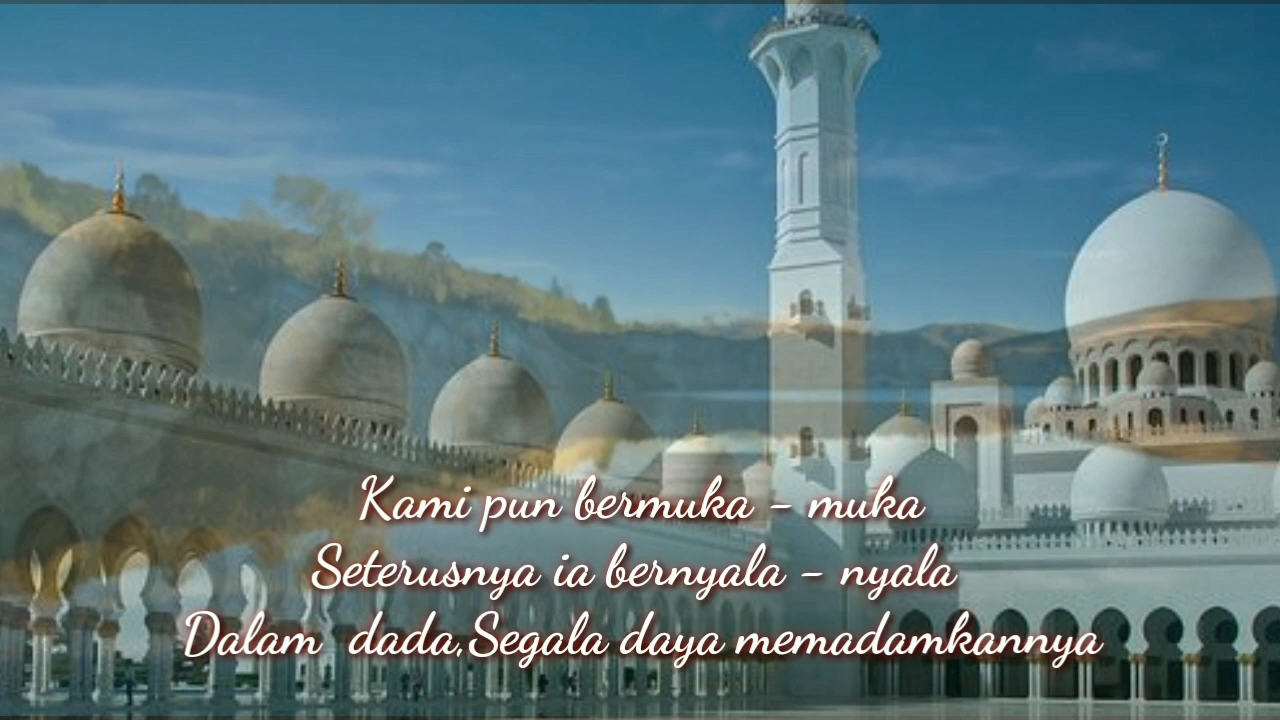 Kami pun bermuka - muka
Seterusnya ia bernyala - nyala
Dalam dada,Segala daya memadamkannya